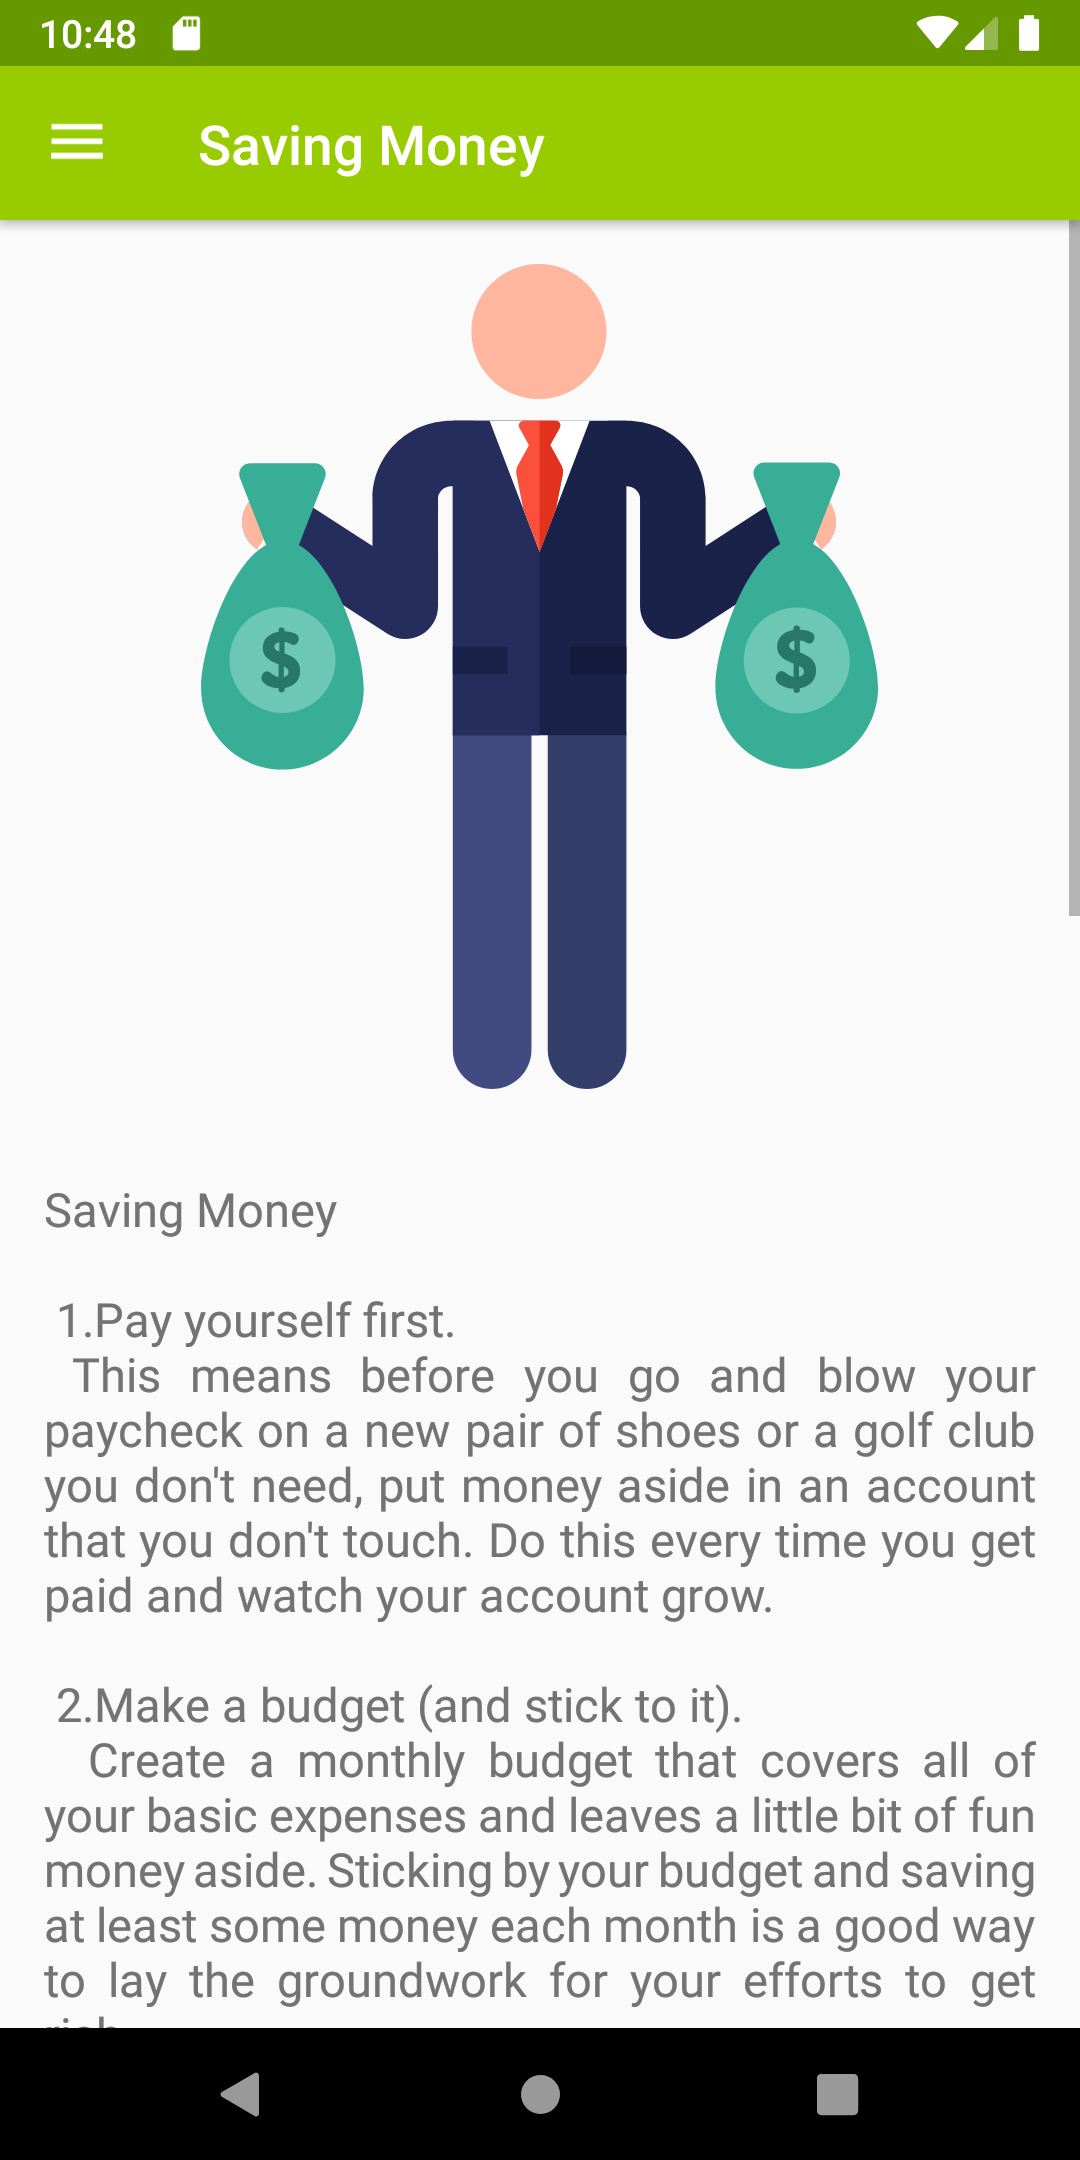 10:48
Saving Money
$ $
Saving Money
1.Pay yourself first.
This means before you go and blow your
paycheck on a new pair of shoes or a golf club
you don't need, put money aside in an account
that you don't touch. Do this every time you get
paid and watch your account grow.
2.Make a budget (and stick to it).
Create a monthly budget that covers all of
your basic expenses and leaves a little bit of fun
money aside. Sticking by your budget and saving
at least some money each month is a good way
to lay the groundwork for your efforts to get